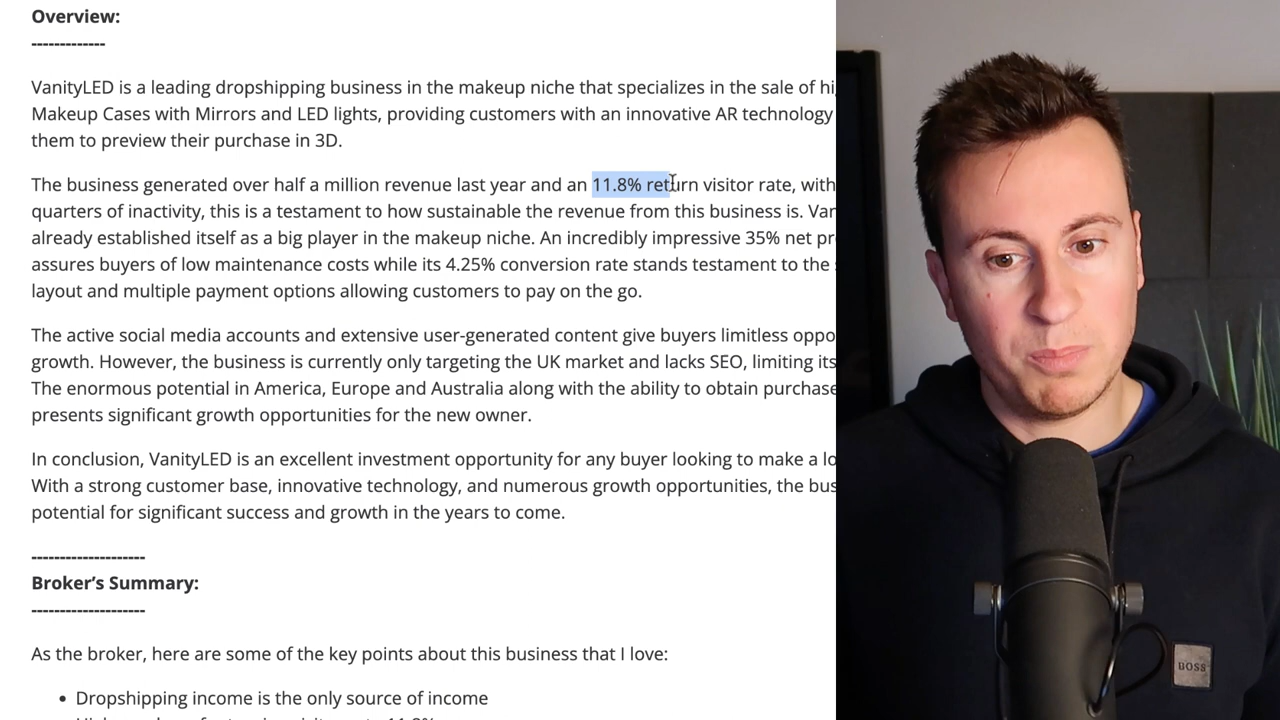 Overview:
-------------
VanityLED is a leading dropshipping business in the makeup niche that specializes in the sale of
Makeup Cases with Mirrors and LED lights, providing customers with an innovative AR technology
them to preview their purchase in 3D.
The business generated over half a million revenue last year and an 11.8% return visitor rate, with
quarters of inactivity, this is a testament to how sustainable the revenue from this business is.
already established itself as a big player in the makeup niche. An incredibly impressive 35% net
assures buyers of low maintenance costs while its 4.25% conversion rate stands testament to the
layout and multiple payment options allowing customers to pay on the go.
The active social media accounts and extensive user-generated content give buyers limitless
growth. However, the business is currently only targeting the UK market and lacks SEO, limiting its
The enormous potential in America, Europe and Australia along with the ability to obtain purchase
presents significant growth opportunities for the new owner.
In conclusion, VanityLED is an excellent investment opportunity for any buyer looking to make a
With a strong customer base, innovative technology, and numerous growth opportunities, the
potential for significant success and growth in the years to come.
--------------------
Broker’s Summary:
--------------------
As the broker, here are some of the key points about this business that I love:
• Dropshipping income is the only source of income
BOSS